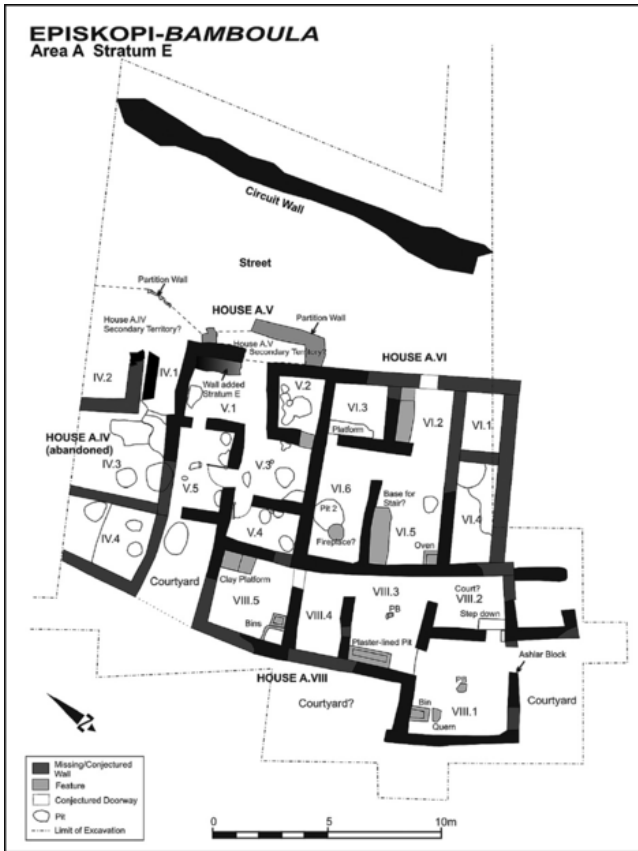 EPISKOPI-BAMBOULA
Area A Stratum E
Circuit Wall
Street
Partition Wall
HOUSE A.V
Partition Wall
House A.IV
Secondary Territory?
House A.V
Secondary Territory?
HOUSE A.VI
IV.2
IV.1
Wall added
Stratum E
V.1
V.2
VI.3
VI.2
VI.1
Platform
HOUSE A.IV
(abandoned)
IV.3
V.5
V.3
VI.6
Base for
Stair?
VI.4
Pit 2
Fireplace?
VI.5
Oven
IV.4
V.4
Courtyard
Clay Platform
VIII.5
Bins
VIII.4
VIII.3
PB
Court?
VIII.2
Step down
Plaster-lined Pit
Ashlar Block
HOUSE A.VIII
Courtyard?
PB
VIII.1
Bin
Quern
Courtyard
N
Missing/Conjectured
Wall
Feature
Conjectured Doorway
Pit
Limit of Excavation
0 5 10m